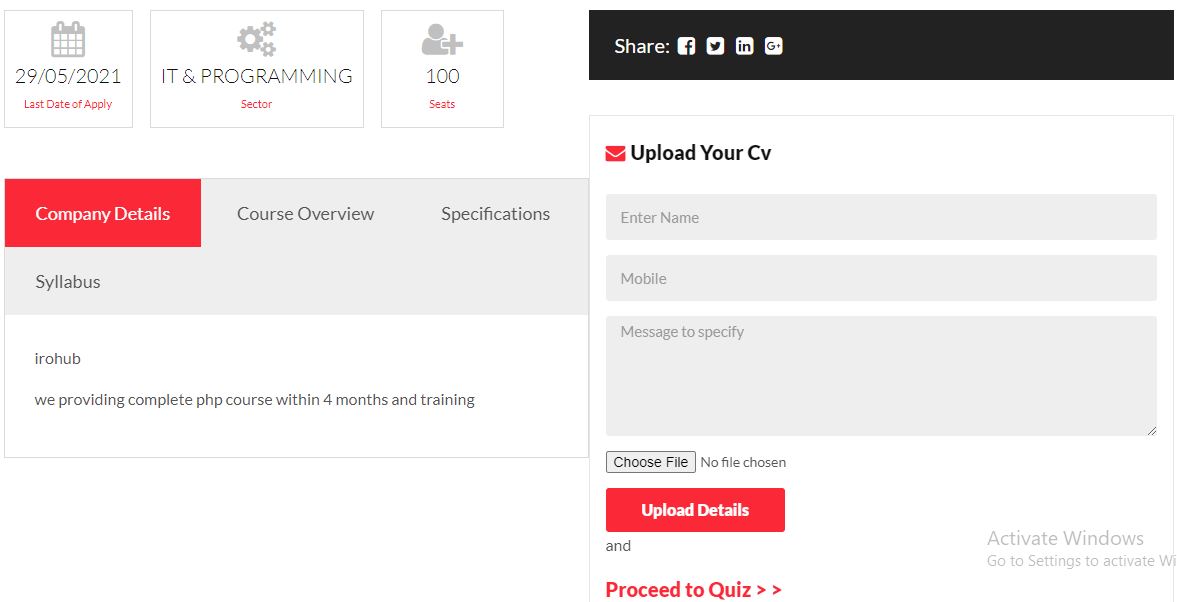 29/05/2021
Last Date of Apply
IT & PROGRAMMING
Sector
100
Seats
Company Details
Course Overview
Specifications
Syllabus
irohub
we providing complete php course within 4 months and training
Share:
Upload Your Cv
Enter Name
Mobile
Message to specify
Choose File No file chosen
Upload Details
and
Proceed to Quiz > >
Activate Windows
Go to Settings to activate Wi